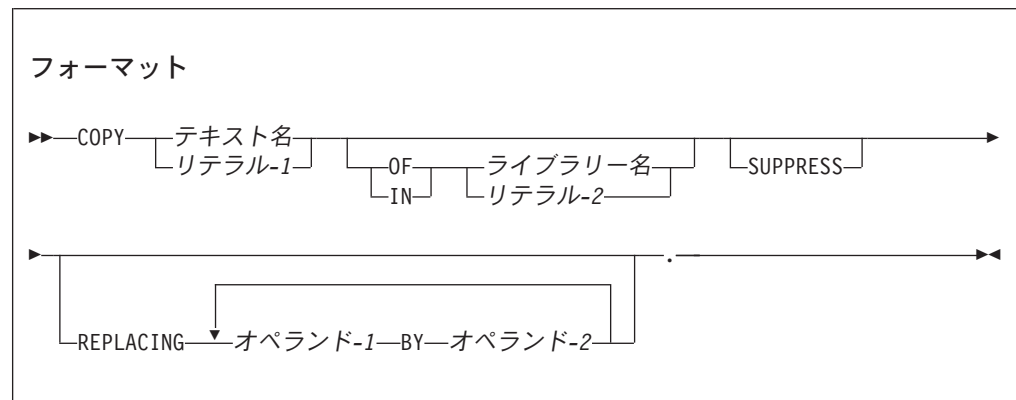 フォーマット
COPY テキスト名 OF ライブラリー名 SUPPRESS
リテラル-1 IN リテラル-2
.
REPLACING オペランド-1 BY オペランド-2